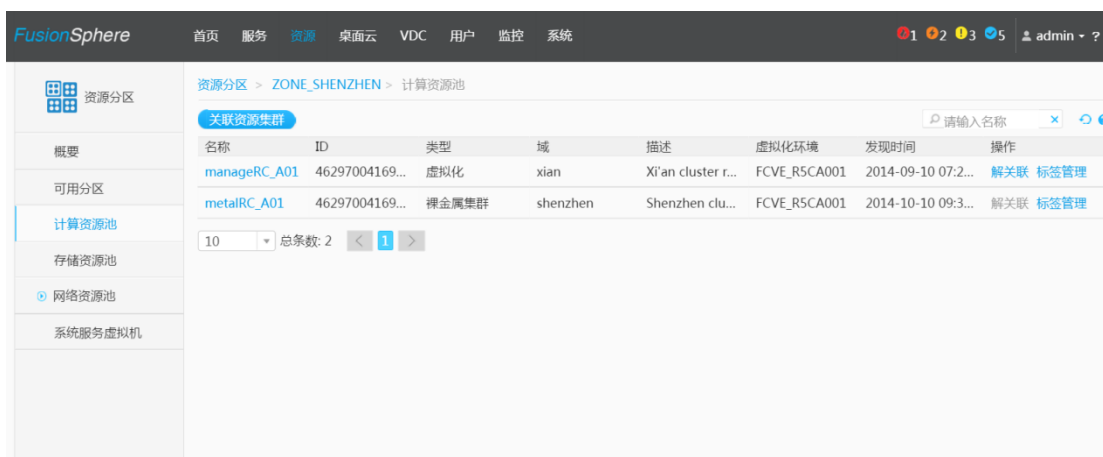 FusionSphere 首页 服务 资源 桌面云 VDC 用户 监控 系统 1 2 3 5 admin ?
资源分区
资源分区 > ZONE_SHENZHEN > 计算资源池
关联资源集群 请输入名称
概要
名称 ID 类型 域 描述 虚拟化环境 发现时间 操作
manageRC_A01 46297004169... 虚拟化 xian Xi'an cluster r... FCVE_R5CA001 2014-09-10 07:2... 解关联 标签管理
可用分区
metalRC_A01 46297004169... 裸金属集群 shenzhen Shenzhen clu... FCVE_R5CA001 2014-10-10 09:3... 解关联 标签管理
计算资源池
10 总条数: 2 < 1 >
存储资源池
网络资源池
系统服务虚拟机